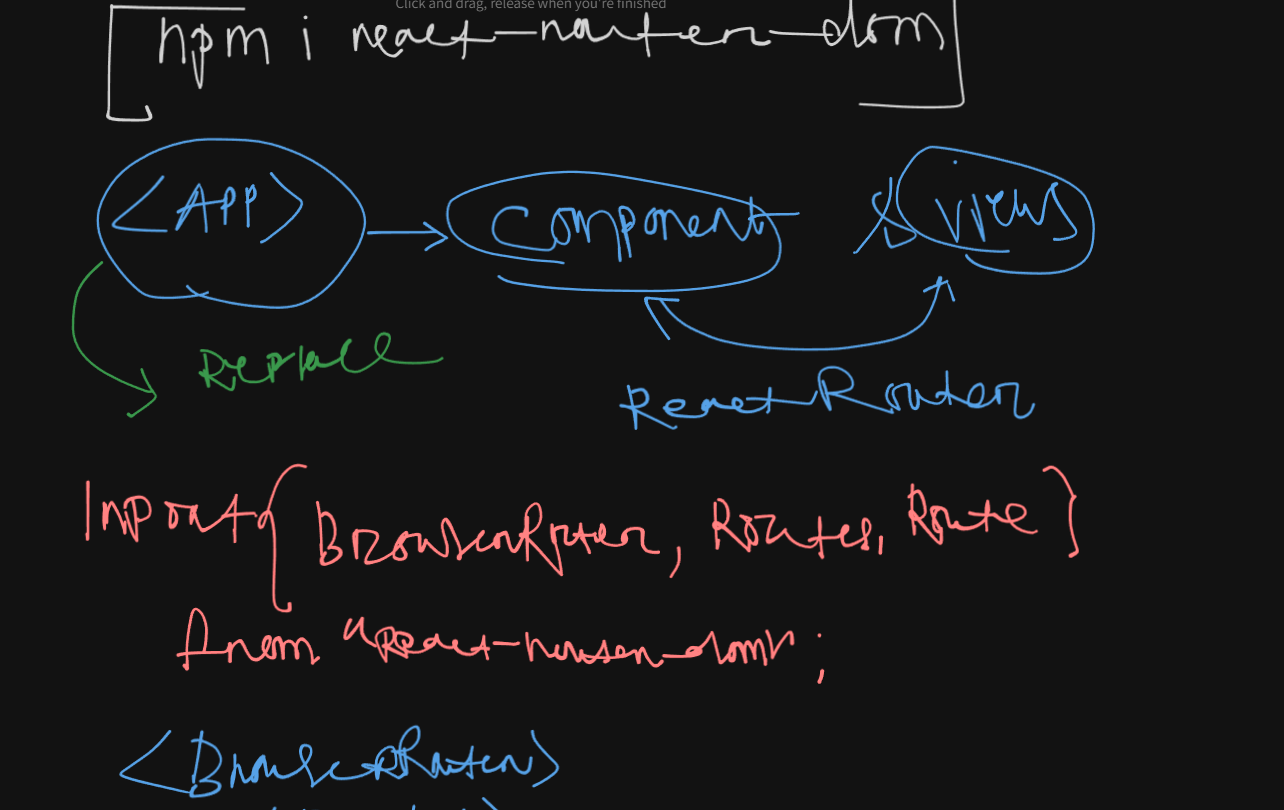 Click and drag, release when you're finished
npm i react-router-dom
<APP> → Component & Views
Replace
React Router
Import { BrowserRouter, Routes, Route }
from "React-router-dom";
<BrowserRouter>